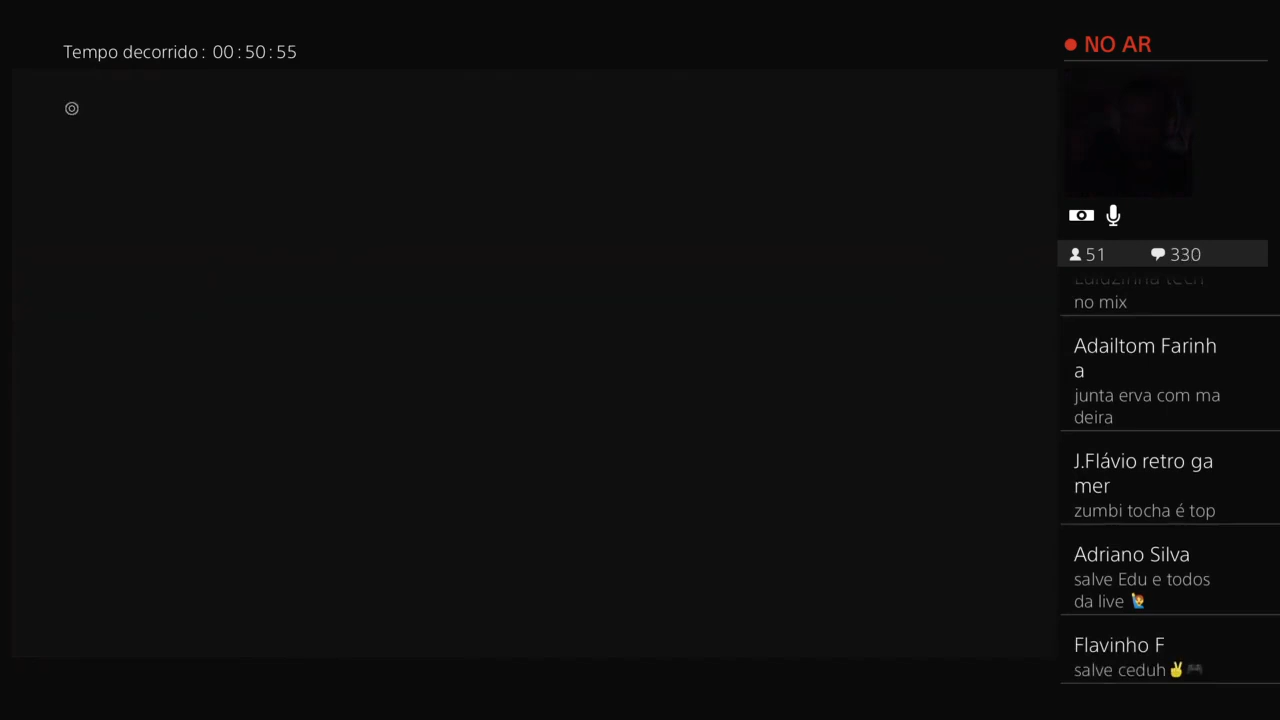 Tempo decorrido: 00:50:55
NO AR
51 330
no mix
Adailtom Farinh
a
junta erva com ma
deira
J.Flávio retro ga
mer
zumbi tocha é top
Adriano Silva
salve Edu e todos
da live 🙋
Flavinho F
salve ceduh✌🎮